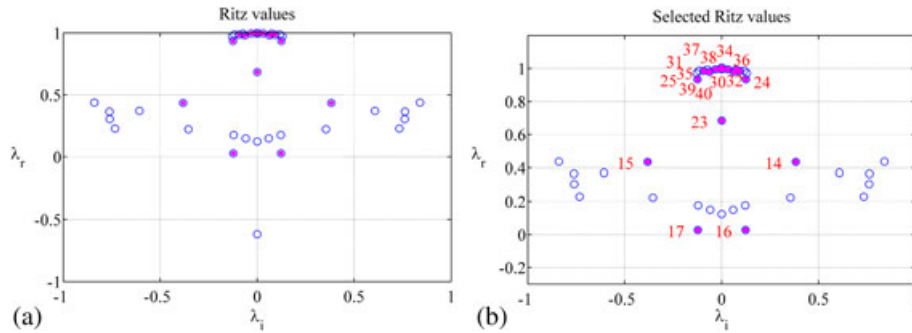 Ritz values
1
0.5
0
-0.5
-1
λr
-1 -0.5 0 0.5 1
λi
(a)
Selected Ritz values
37 34
31 38 36
35
25 30 32 24
39
40
23
15 14
17 16
1
0.8
0.6
0.4
0.2
0
-0.2
λr
-1 -0.5 0 0.5 1
λi
(b)